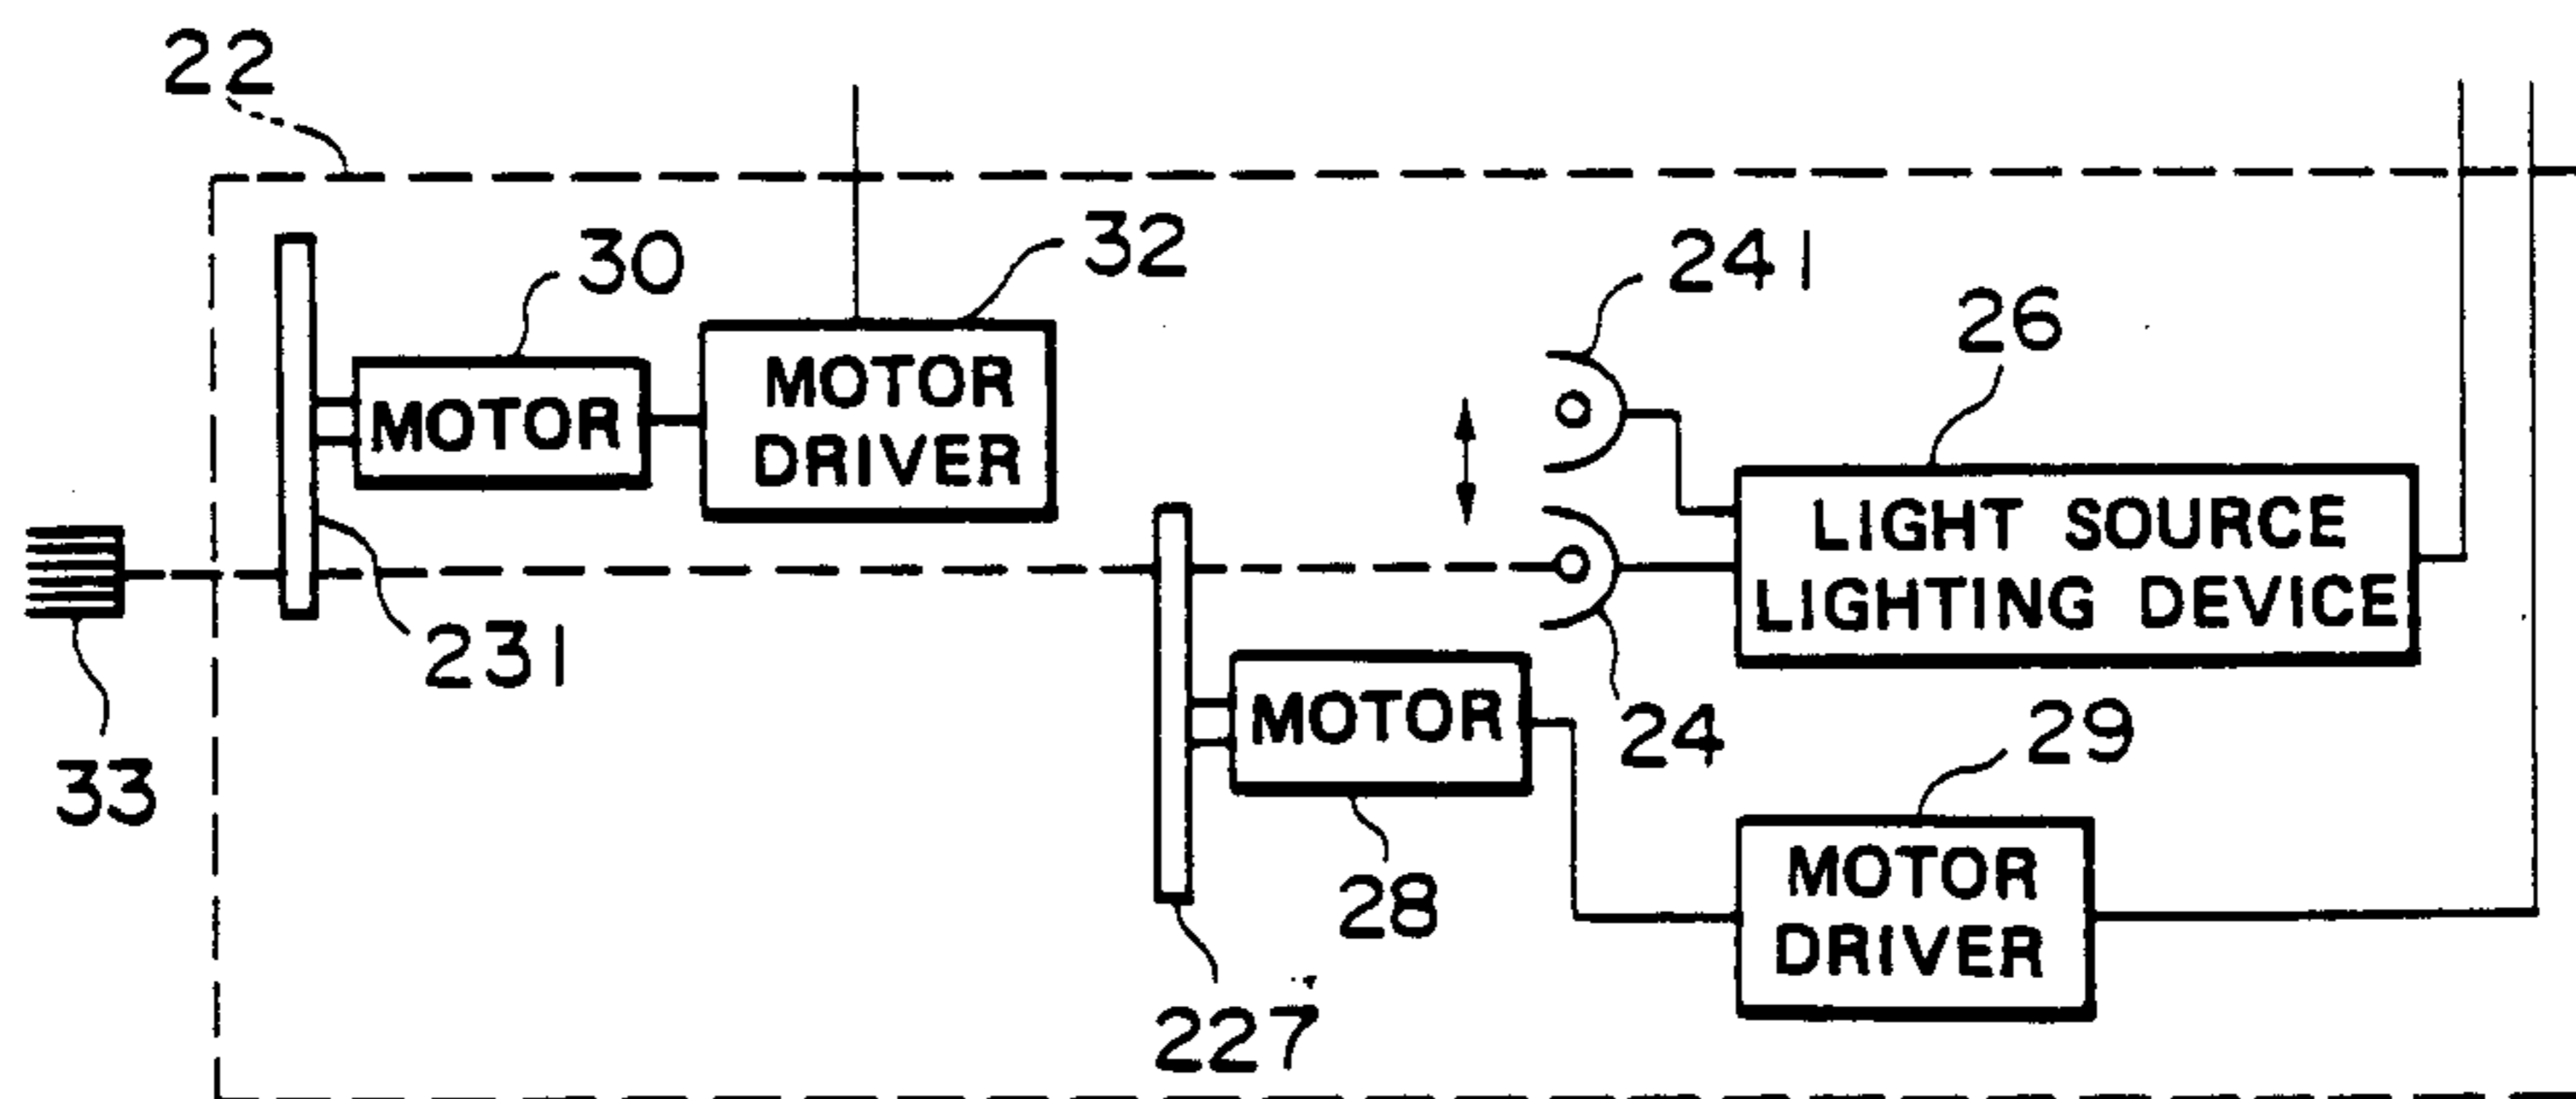 22
30
32
241
26
MOTOR
MOTOR
DRIVER
LIGHT SOURCE
LIGHTING DEVICE
231
33
MOTOR
24
29
28
MOTOR
DRIVER
227